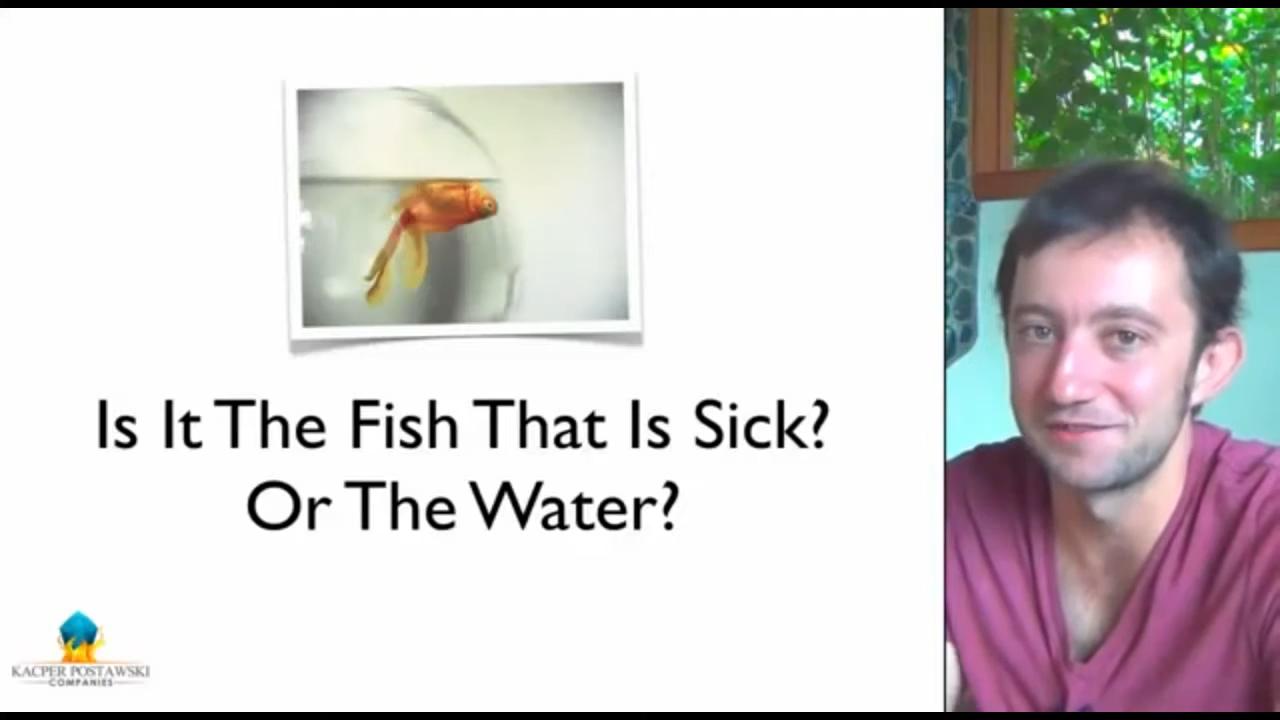 Is It The Fish That Is Sick?
Or The Water?
KACPER POSTAWSKI
COMPANIES